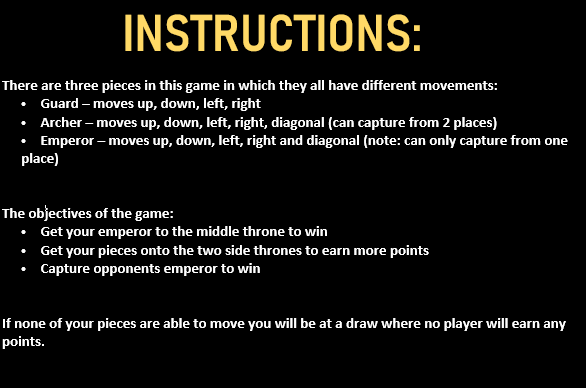 INSTRUCTIONS:
There are three pieces in this game in which they all have different movements:
• Guard – moves up, down, left, right
• Archer – moves up, down, left, right, diagonal (can capture from 2 places)
• Emperor – moves up, down, left, right and diagonal (note: can only capture from one
place)
The objectives of the game:
• Get your emperor to the middle throne to win
• Get your pieces onto the two side thrones to earn more points
• Capture opponents emperor to win
If none of your pieces are able to move you will be at a draw where no player will earn any
points.